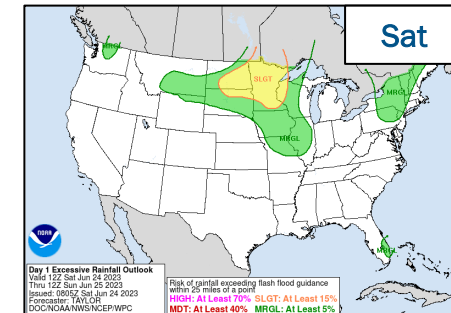 Sat
MRGL
SLGT
MRGL
MRGL
MRGL
NOAA
Day 1 Excessive Rainfall Outlook
Valid 12Z Sat Jun 24 2023
Thru 12Z Sun Jun 25 2023
Issued: 0805Z Sat Jun 24 2023
Forecaster: TAYLOR
DOC/NOAA/NWS/NCEP/WPC
Risk of rainfall exceeding flash flood guidance
within 25 miles of a point
HIGH: At Least 70% SLGT: At Least 15%
MDT: At Least 40% MRGL: At Least 5%